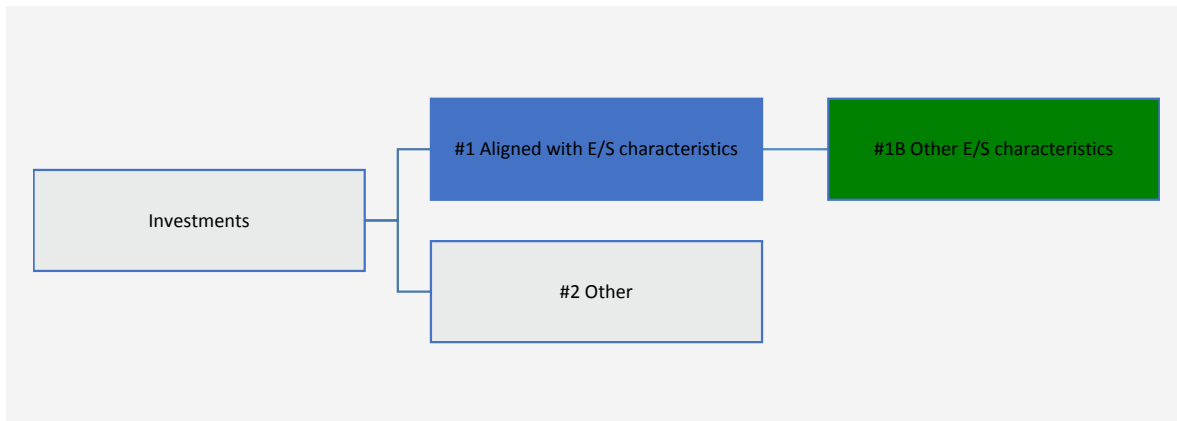 #1 Aligned with E/S characteristics
#1B Other E/S characteristics
Investments
#2 Other